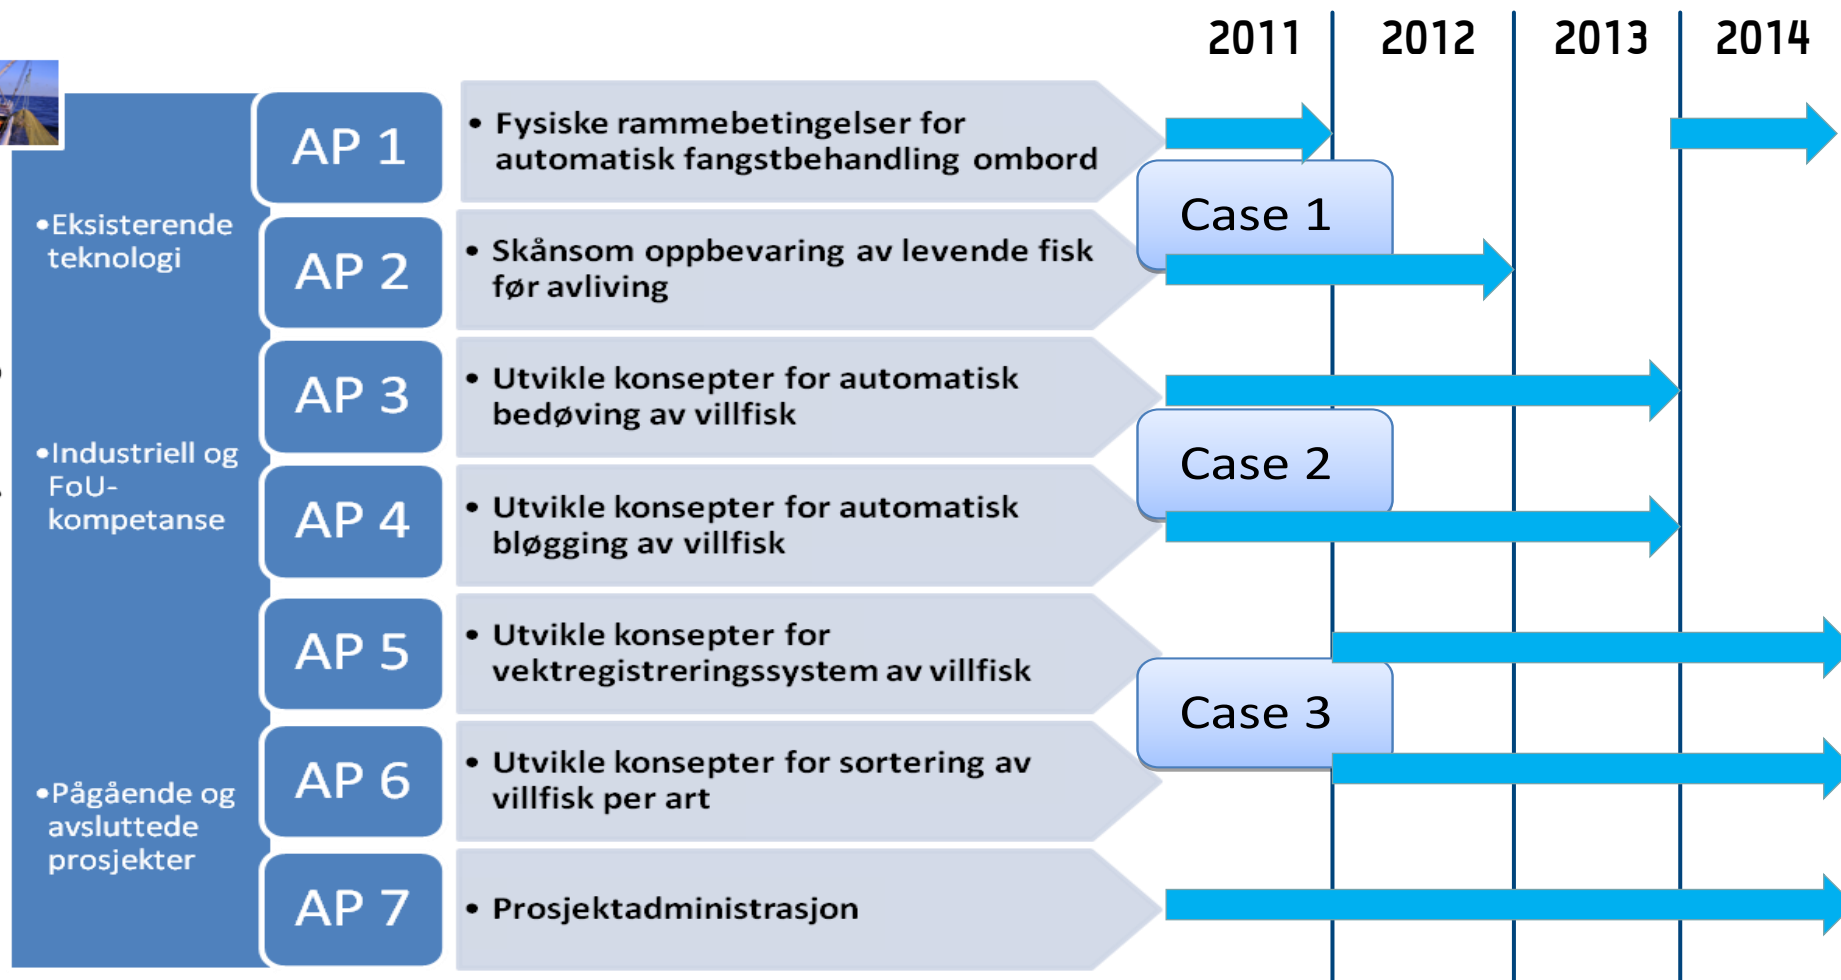 2011 2012 2013 2014
•Eksisterende
teknologi
•Industriell og
FoU-
kompetanse
•Pågående og
avsluttede
prosjekter
AP 1
• Fysiske rammebetingelser for
automatisk fangstbehandling ombord
AP 2
• Skånsom oppbevaring av levende fisk
før avliving
AP 3
• Utvikle konsepter for automatisk
bedøving av villfisk
AP 4
• Utvikle konsepter for automatisk
bløgging av villfisk
AP 5
• Utvikle konsepter for
vektregistreringssystem av villfisk
AP 6
• Utvikle konsepter for sortering av
villfisk per art
AP 7
• Prosjektadministrasjon
Case 1
Case 2
Case 3